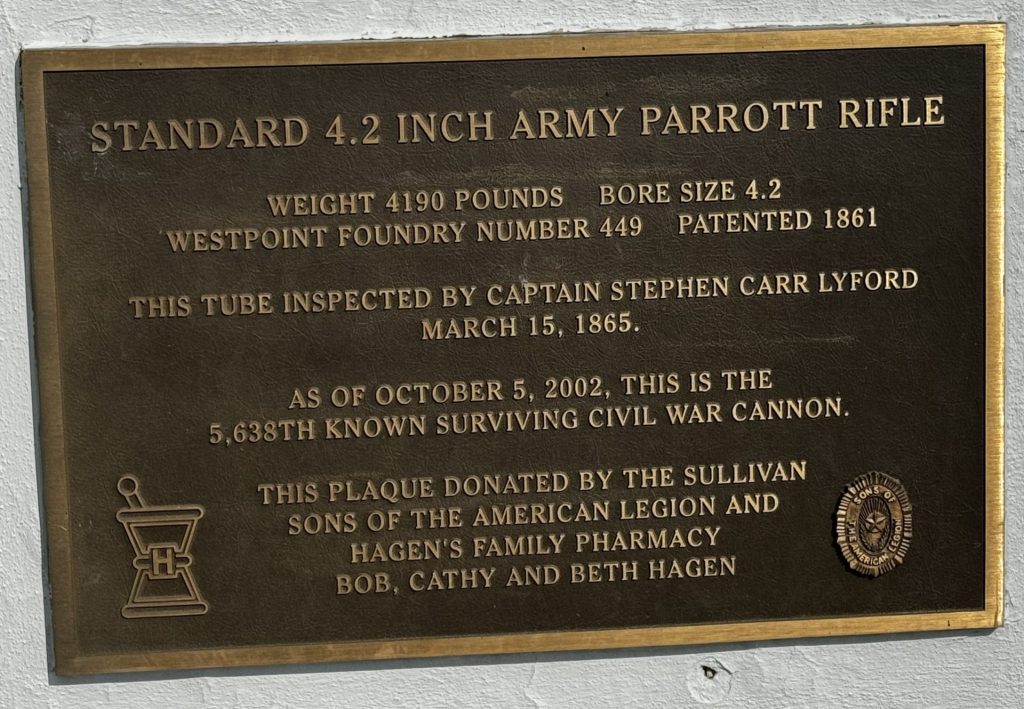 STANDARD 4.2 INCH ARMY PARROTT RIFLE
WEIGHT 4190 POUNDS BORE SIZE 4.2
WESTPOINT FOUNDRY NUMBER 449 PATENTED 1861
THIS TUBE INSPECTED BY CAPTAIN STEPHEN CARR LYFORD
MARCH 15, 1865.
AS OF OCTOBER 5, 2002, THIS IS THE
5,638TH KNOWN SURVIVING CIVIL WAR CANNON.
THIS PLAQUE DONATED BY THE SULLIVAN
SONS OF THE AMERICAN LEGION AND
HAGEN'S FAMILY PHARMACY
BOB, CATHY AND BETH HAGEN
H
SONS OF
THE AMERICAN LEGION